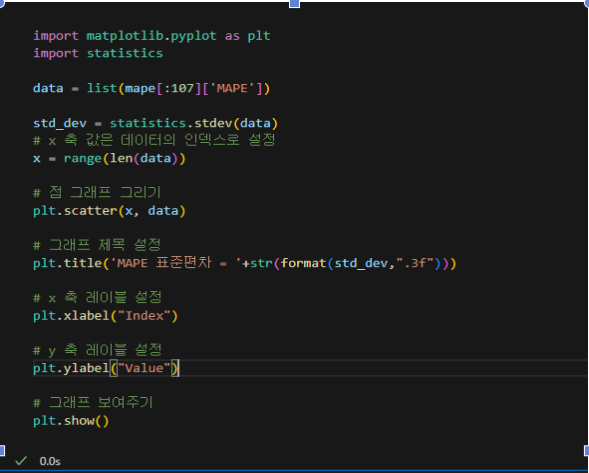 import matplotlib.pyplot as plt
import statistics
data = list(mape[:107]['MAPE'])
std_dev = statistics.stdev(data)
# x 축 값은 데이터의 인덱스로 설정
x = range(len(data))
# 점 그래프 그리기
plt.scatter(x, data)
# 그래프 제목 설정
plt.title('MAPE 표준편차 = '+str(format(std_dev,".3f")))
# x 축 레이블 설정
plt.xlabel("Index")
# y 축 레이블 설정
plt.ylabel("Value")
# 그래프 보여주기
plt.show()
0.0s